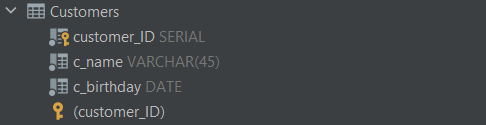 Customers
customer_ID SERIAL
c_name VARCHAR(45)
c_birthday DATE
(customer_ID)